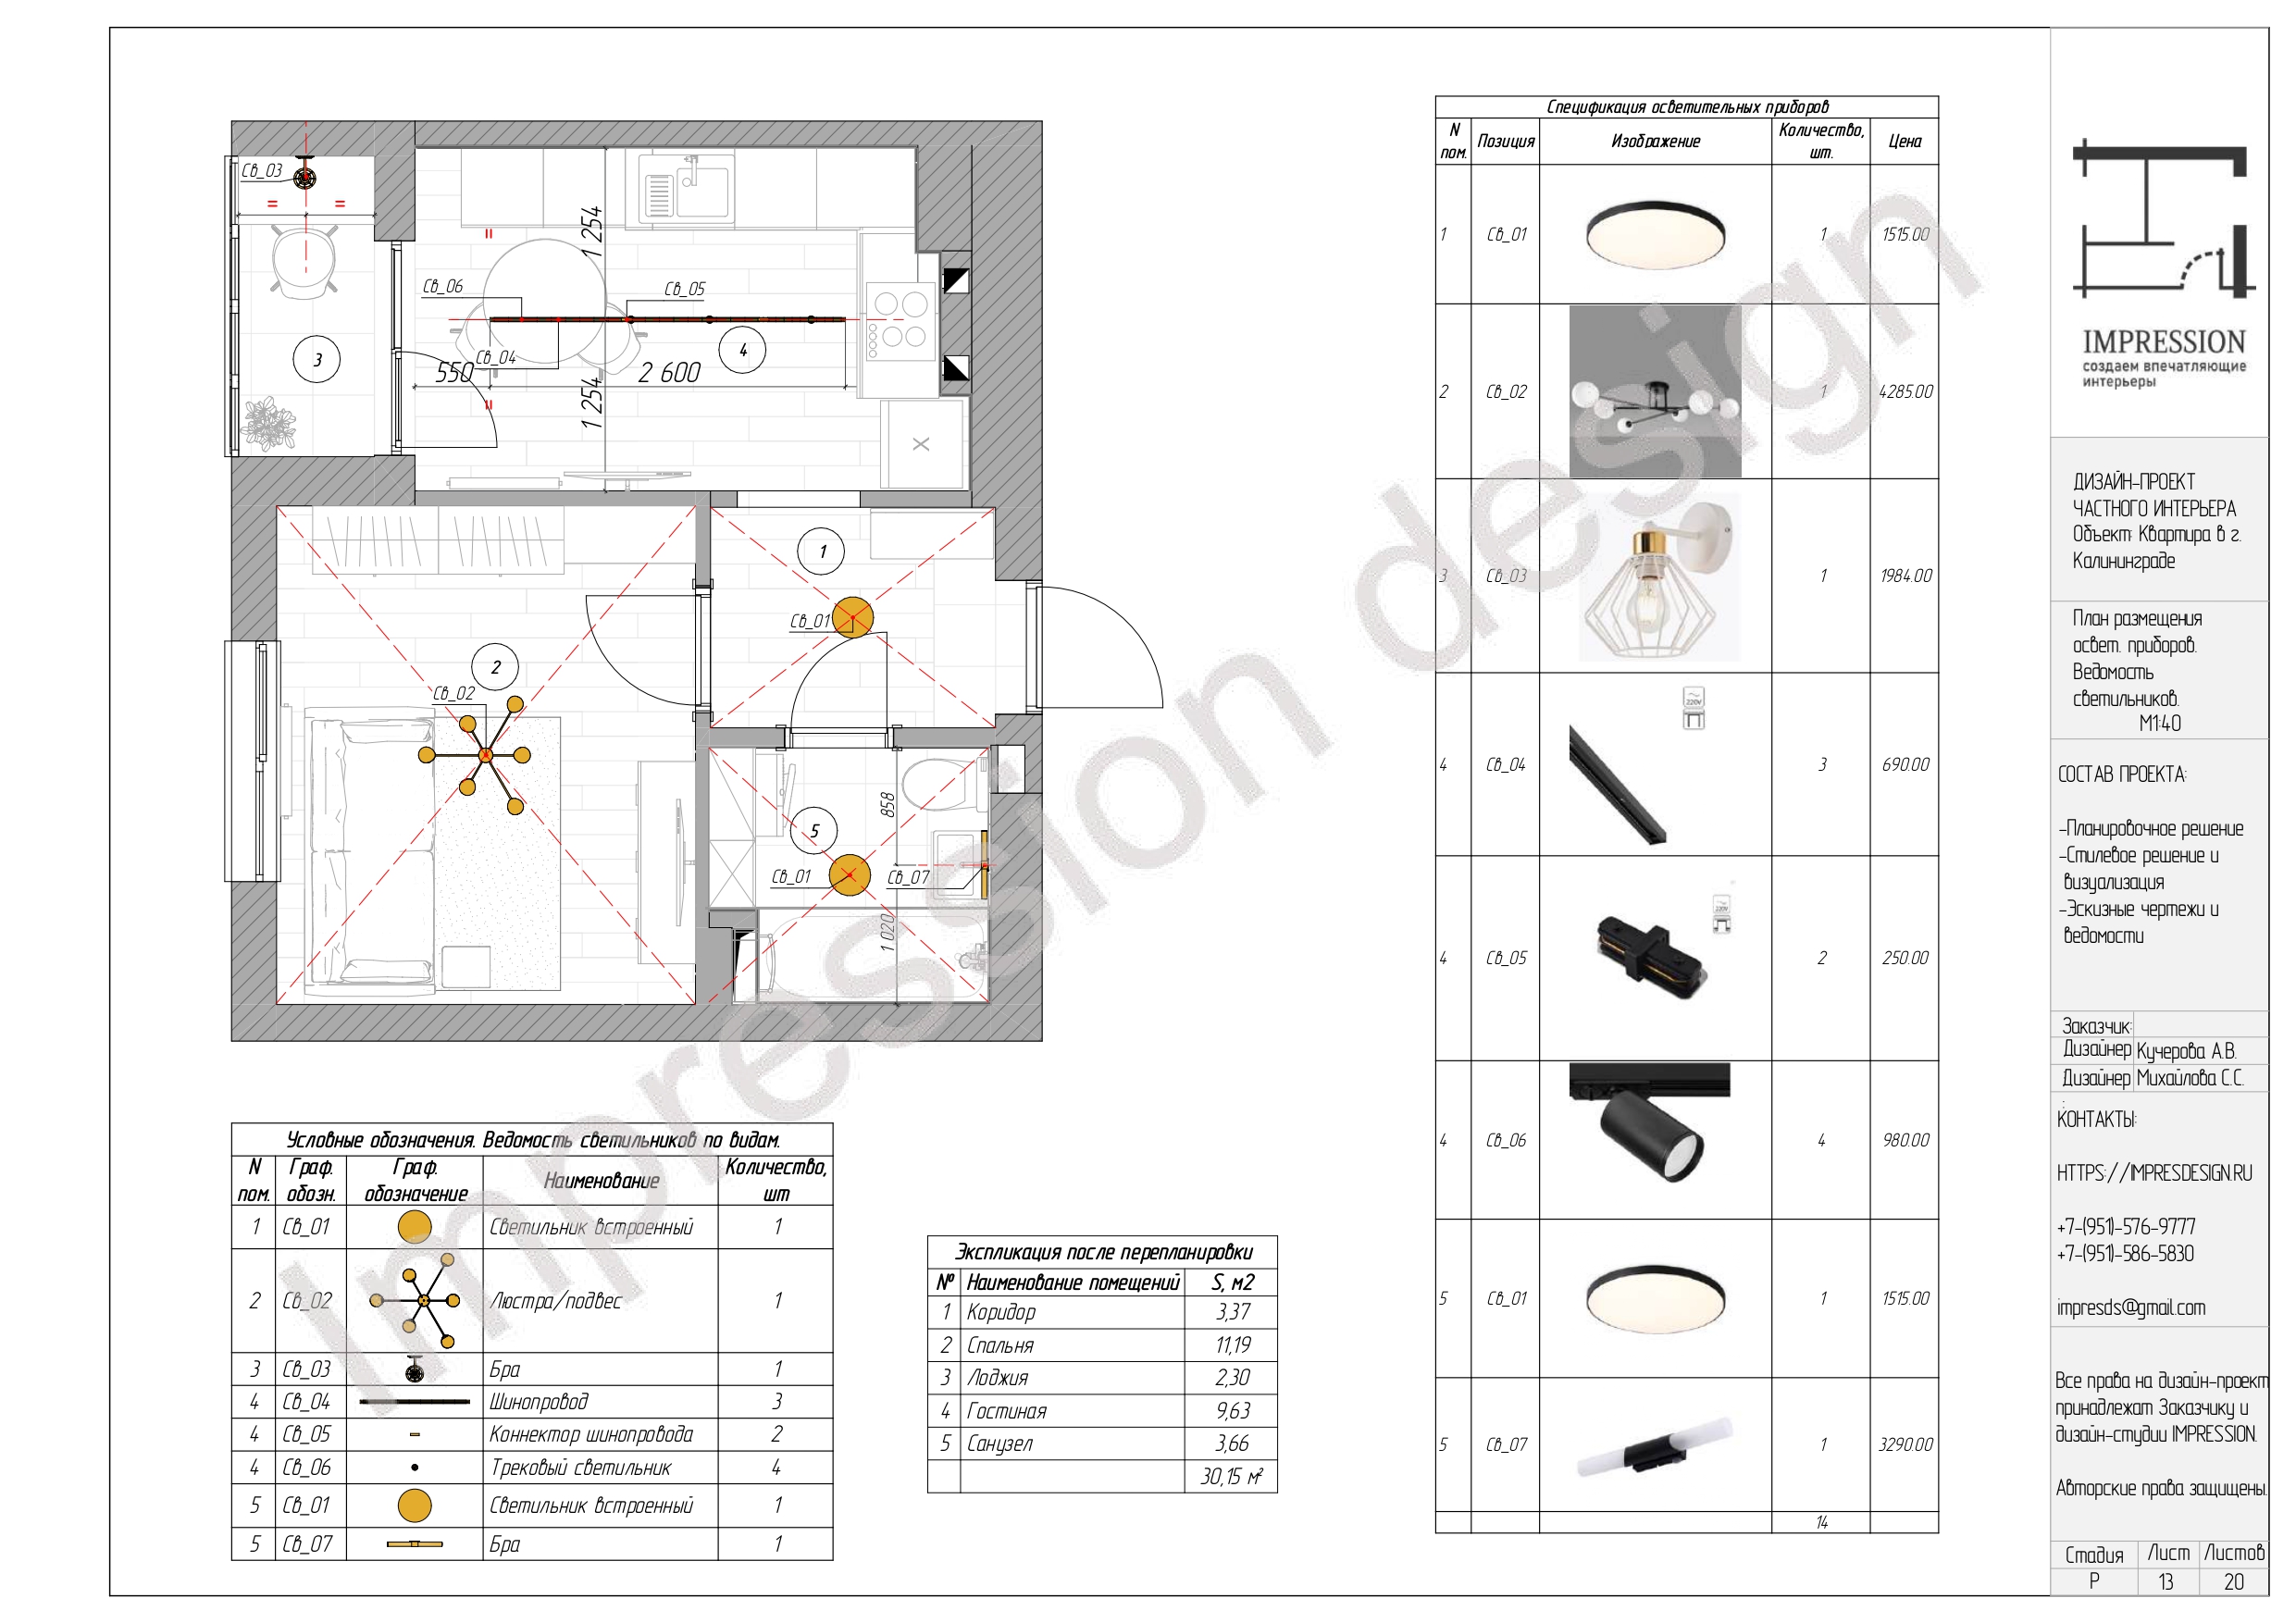 Св_03
Св_06
Св_05
Св_04
1 254
1 254
550
2 600
3
4
X
1
Св_01
2
Св_02
5
Св_01
Св_07
858
1 020
Условные обозначения. Ведомость светильников по видам.
N пом. Граф. обозн. Граф. обозначение Наименование Количество, шт
1 Св_01 Светильник встроенный 1
2 Св_02 Люстра/подвес 1
3 Св_03 Бра 1
4 Св_04 Шинопровод 3
4 Св_05 Коннектор шинопровода 2
4 Св_06 Трековый светильник 4
5 Св_01 Светильник встроенный 1
5 Св_07 Бра 1
Экспликация после перепланировки
№ Наименование помещений S, м2
1 Коридор 3,37
2 Спальня 11,19
3 Лоджия 2,30
4 Гостиная 9,63
5 Санузел 3,66
30,15 м²
Спецификация осветительных приборов
N пом. Позиция Изображение Количество, шт. Цена
1 Св_01 1 1515.00
2 Св_02 1 4285.00
3 Св_03 1 1984.00
220V
4 Св_04 3 690.00
220V
4 Св_05 2 250.00
4 Св_06 4 980.00
5 Св_01 1 1515.00
5 Св_07 1 3290.00
14
Impression design
IMPRESSION
создаем впечатляющие
интерьеры
ДИЗАЙН-ПРОЕКТ
ЧАСТНОГО ИНТЕРЬЕРА
Объект: Квартира в г.
Калининграде
План размещения
освет. приборов.
Ведомость
светильников.
М1:40
СОСТАВ ПРОЕКТА:
-Планировочное решение
-Стилевое решение и
визуализация
-Эскизные чертежи и
ведомости
Заказчик:
Дизайнер Кучерова А.В.
Дизайнер Михайлова С.С.
:
КОНТАКТЫ:
HTTPS://IMPRESDESIGN.RU
+7-(951)-576-9777
+7-(951)-586-5830
impresds@gmail.com
Все права на дизайн-проект
принадлежат Заказчику и
дизайн-студии IMPRESSION.
Авторские права защищены.
Стадия Лист Листов
Р 13 20